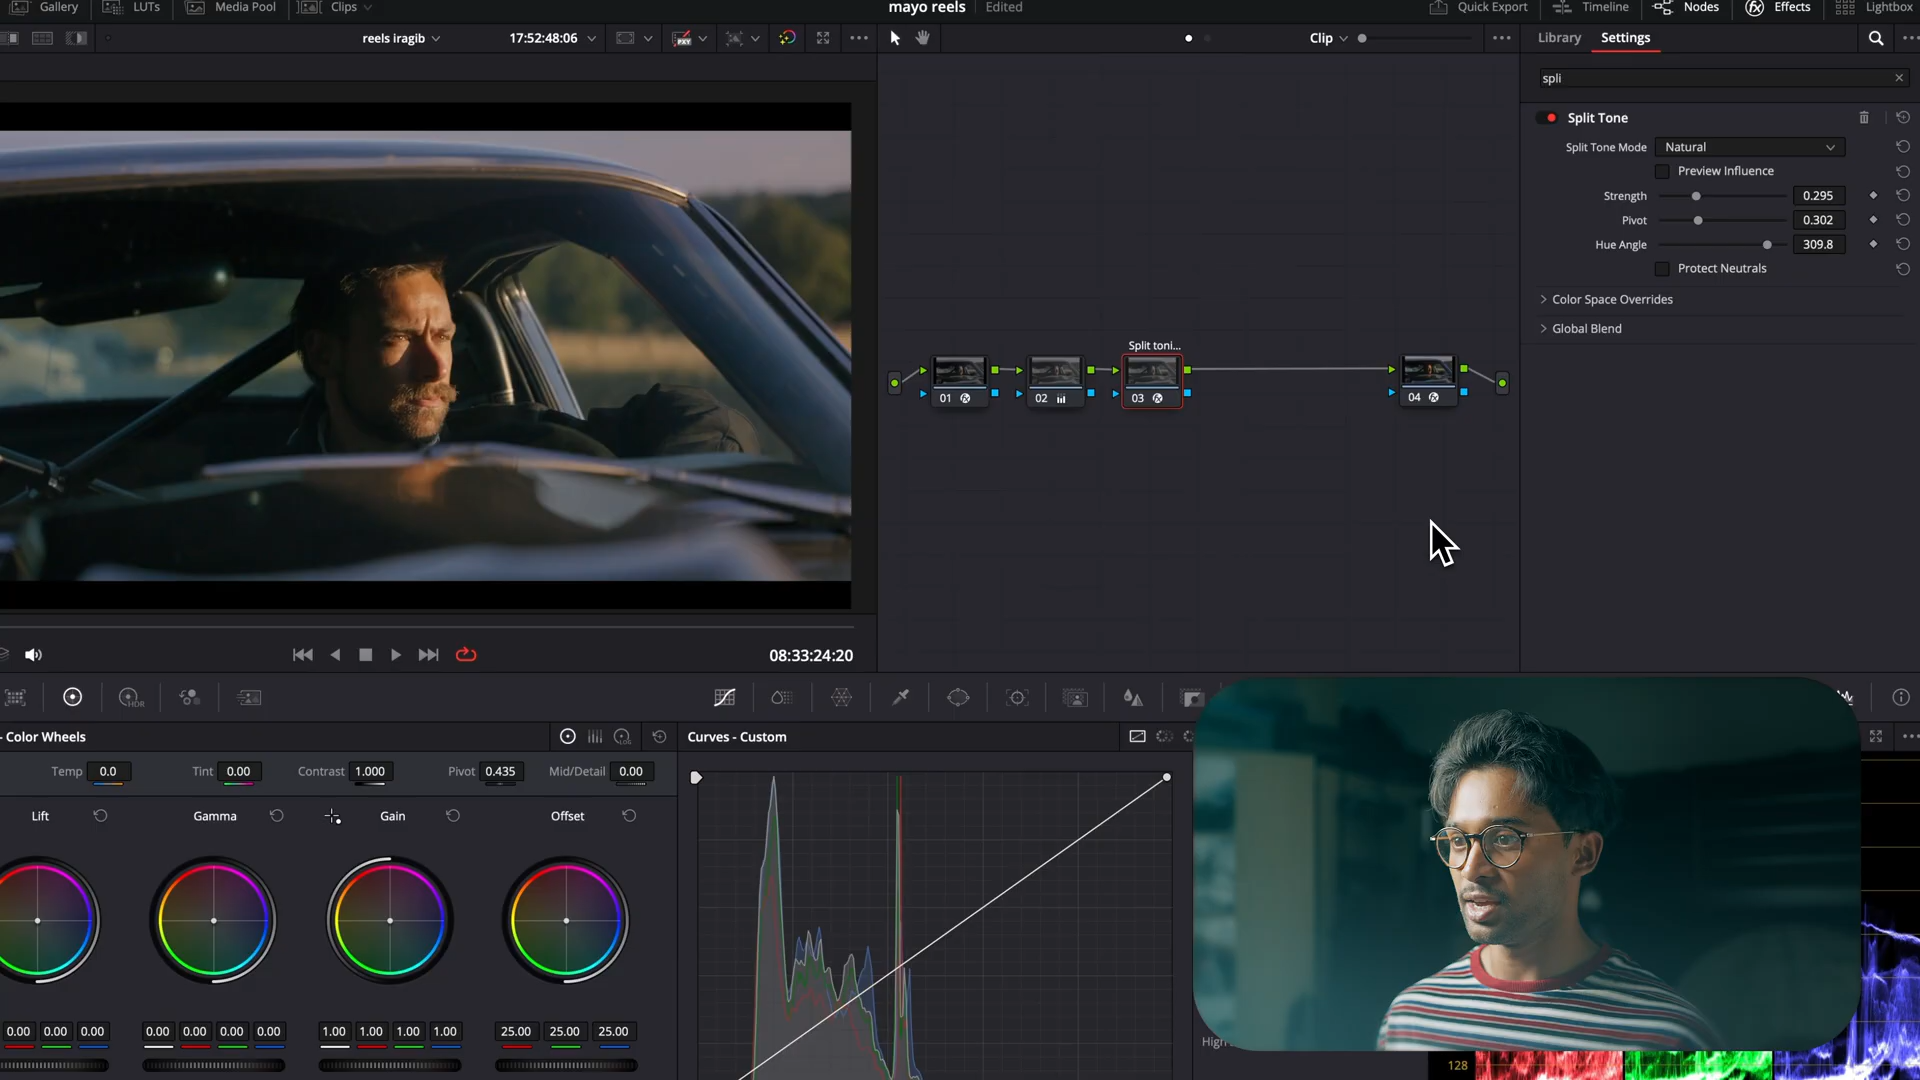 Gallery LUTs Media Pool Clips mayo reels Edited Quick Export Timeline Nodes Effects Lightbox
reels iragib 17:52:48:06 PXY Clip Library Settings
spli
Split Tone
Split Tone Mode Natural
Preview Influence
Strength 0.295
Pivot 0.302
Hue Angle 309.8
Protect Neutrals
Color Space Overrides
Global Blend
Split toni...
01 02 03 04
08:33:24:20
HDR
- Color Wheels LOG Curves - Custom
Temp 0.0 Tint 0.00 Contrast 1.000 Pivot 0.435 Mid/Detail 0.00
Lift Gamma Gain Offset
0.00 0.00 0.00 0.00 0.00 0.00 0.00 1.00 1.00 1.00 1.00 25.00 25.00 25.00
High
128